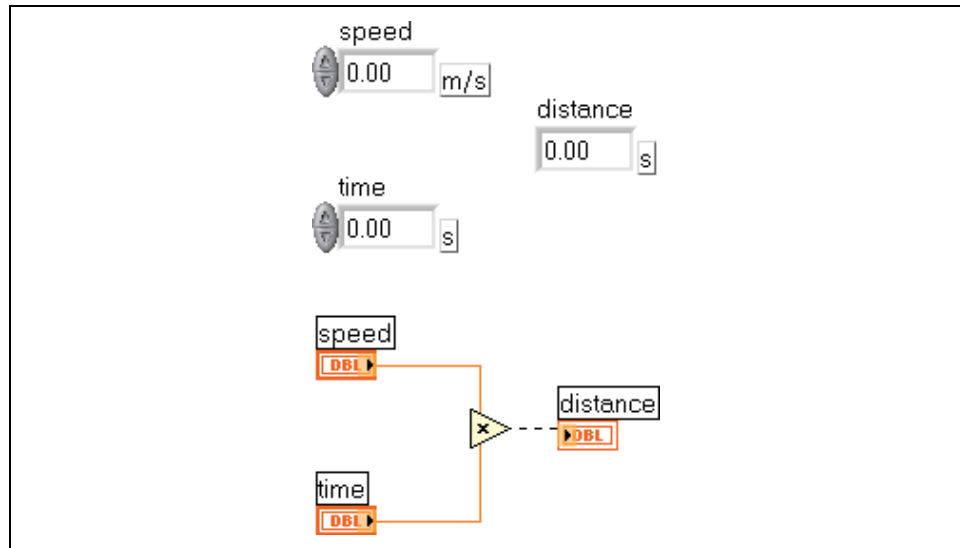 speed
0.00 m/s
distance
0.00 s
time
0.00 s
speed
DBL
distance
× DBL
time
DBL